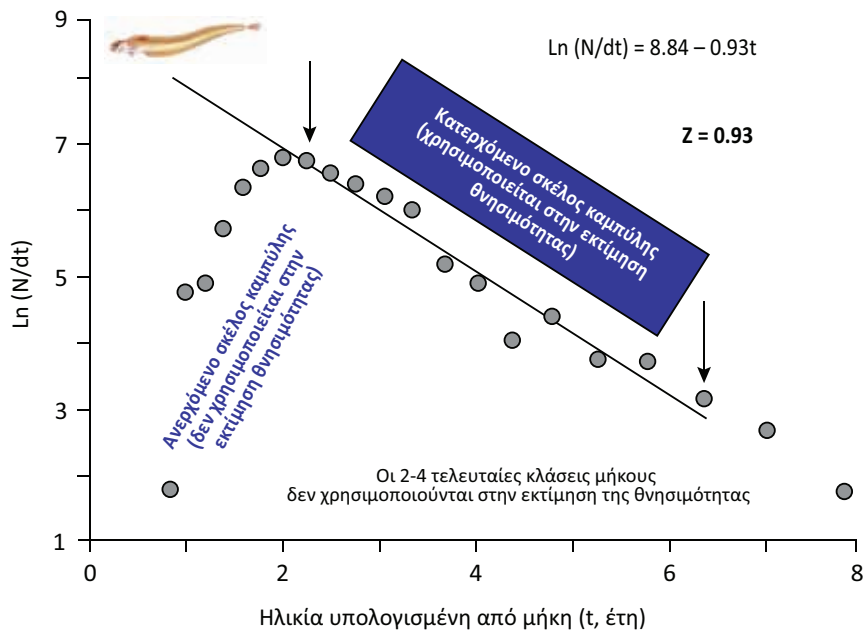 Ln (N/dt) = 8.84 – 0.93t
Z = 0.93
Κατερχόμενο σκέλος καμπύλης
(χρησιμοποιείται στην εκτίμηση
θνησιμότητας)
Ανερχόμενο σκέλος καμπύλης
(δεν χρησιμοποιείται στην
εκτίμηση θνησιμότητας)
Οι 2-4 τελευταίες κλάσεις μήκους
δεν χρησιμοποιούνται στην εκτίμηση της θνησιμότητας
Ln (N/dt)
9
7
5
3
1
0 2 4 6 8
Ηλικία υπολογισμένη από μήκη (t, έτη)